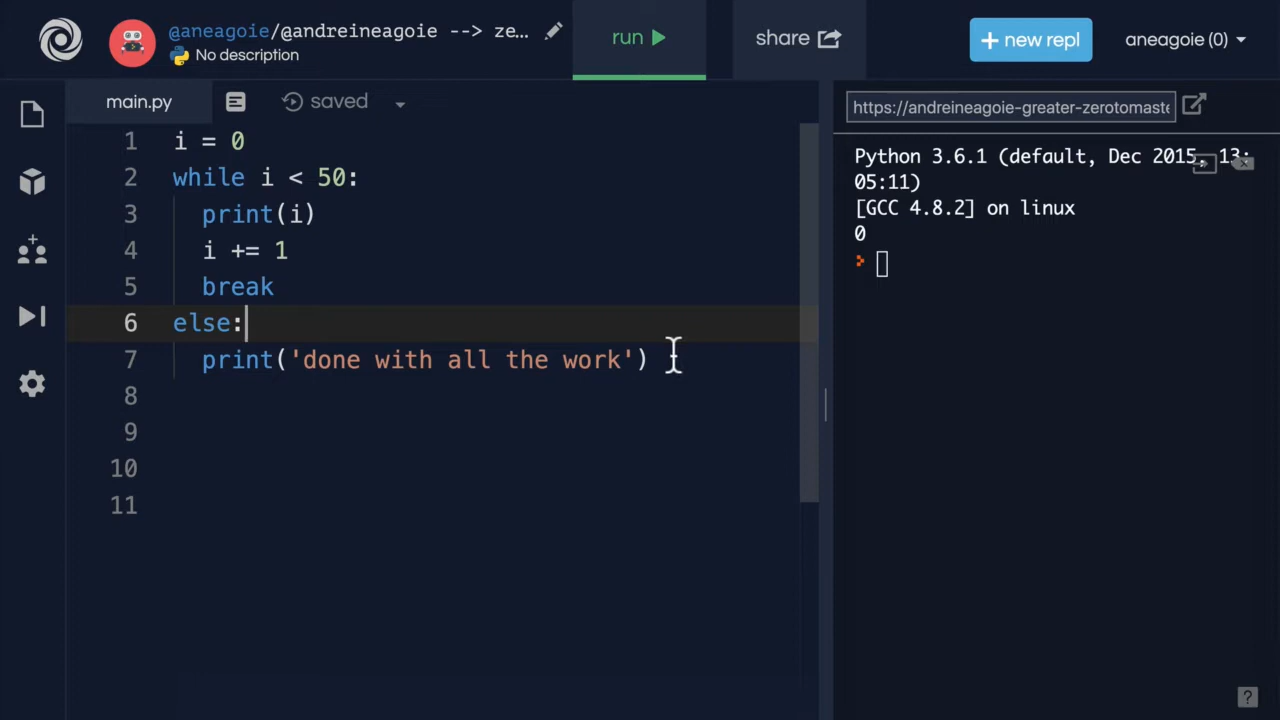 @aneagoie/@andreineagoie --> ze...
No description
run
share
+ new repl
aneagoie (0)
main.py
saved
https://andreineagoie-greater-zerotomaste
1 i = 0
2 while i < 50:
3 print(i)
4 i += 1
5 break
6 else:
7 print('done with all the work')
8
9
10
11
Python 3.6.1 (default, Dec 2015, 13:
05:11)
[GCC 4.8.2] on linux
0
?